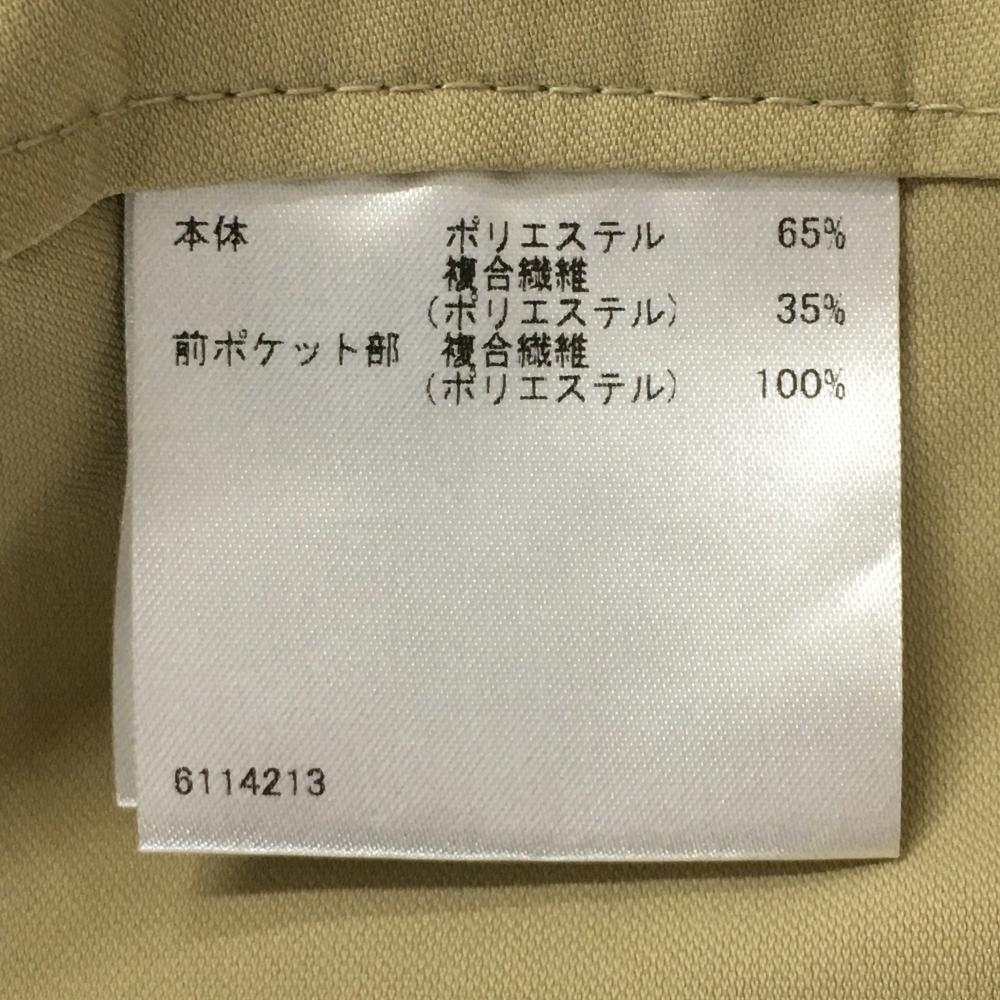 本体 ポリエステル 65%
複合繊維
(ポリエステル) 35%
前ポケット部 複合繊維
(ポリエステル) 100%
6114213